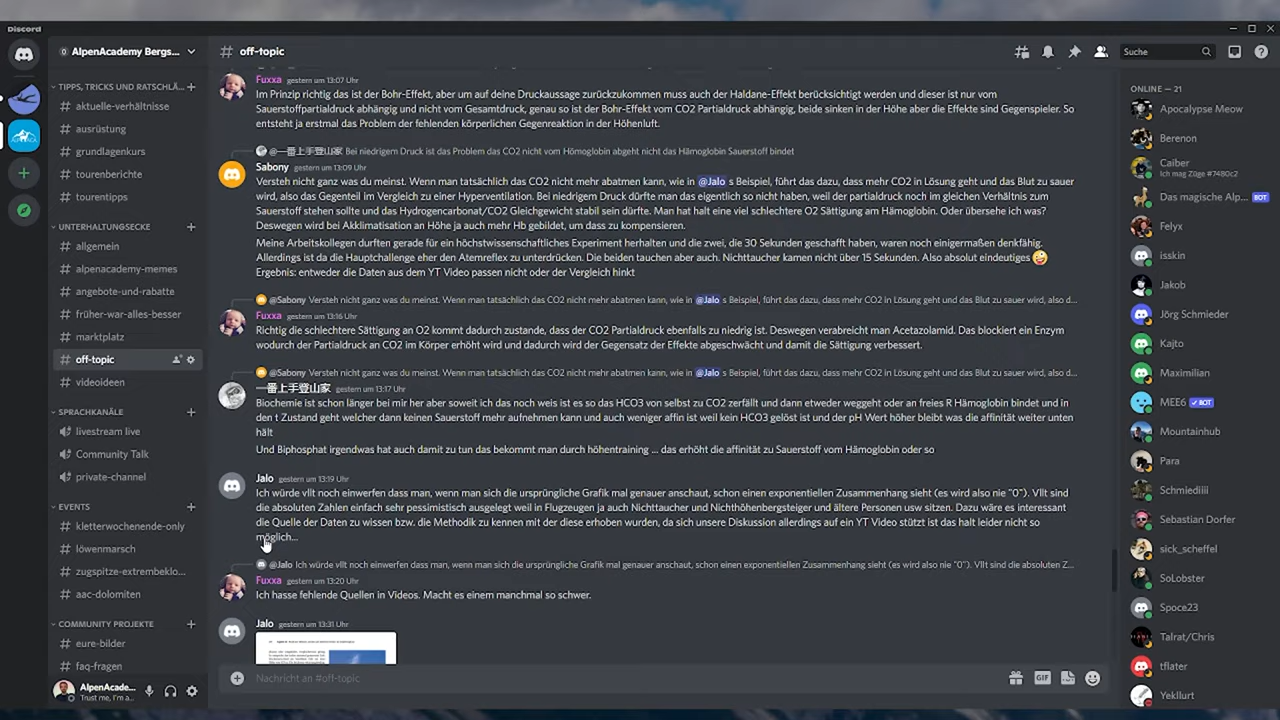 Discord
AlpenAcademy Bergs...
# off-topic
Suche
TIPPS, TRICKS UND RATSCHLÄ...
# aktuelle-verhältnisse
# ausrüstung
# grundlagenkurs
# tourenberichte
# tourentipps
UNTERHALTUNGSECKE
# allgemein
# alpenacademy-memes
# angebote-und-rabatte
# früher-war-alles-besser
# marktplatz
# off-topic
# videoideen
SPRACHKANÄLE
livestream live
Community Talk
private-channel
EVENTS
# kletterwochenende-only
# löwenmarsch
# zugspitze-extrembeklo...
# aac-dolomiten
COMMUNITY PROJEKTE
# eure-bilder
# faq-fragen
AlpenAcade...
Trust me, I'm a...
Fuxxa gestern um 13:07 Uhr
Im Prinzip richtig das ist der Bohr-Effekt, aber um auf deine Druckaussage zurückzukommen muss auch der Haldane-Effekt berücksichtigt werden und dieser ist nur vom
Sauerstoffpartialdruck abhängig und nicht vom Gesamtdruck, genau so ist der Bohr-Effekt vom CO2 Partialdruck abhängig, beide sinken in der Höhe aber die Effekte sind Gegenspieler. So
entsteht ja erstmal das Problem der fehlenden körperlichen Gegenreaktion in der Höhenluft.
@一番上手登山家 Bei niedrigem Druck ist das Problem das CO2 nicht vom Hömoglobin abgeht nicht das Hämoglobin Sauerstoff bindet
Sabony gestern um 13:09 Uhr
Versteh nicht ganz was du meinst. Wenn man tatsächlich das CO2 nicht mehr abatmen kann, wie in @Jalo s Beispiel, führt das dazu, dass mehr CO2 in Lösung geht und das Blut zu sauer
wird, also das Gegenteil im Vergleich zu einer Hyperventilation. Bei niedrigem Druck dürfte man das eigentlich so nicht haben, weil der partialdruck noch im gleichen Verhältnis zum
Sauerstoff stehen sollte und das Hydrogencarbonat/CO2 Gleichgewicht stabil sein dürfte. Man hat halt eine viel schlechtere O2 Sättigung am Hämoglobin. Oder übersehe ich was?
Deswegen wird bei Akklimatisation an Höhe ja auch mehr Hb gebildet, um dass zu kompensieren.
Meine Arbeitskollegen durften gerade für ein höchstwissenschaftliches Experiment herhalten und die zwei, die 30 Sekunden geschafft haben, waren noch einigermaßen denkfähig.
Allerdings ist da die Hauptchallenge eher den Atemreflex zu unterdrücken. Die beiden tauchen aber auch. Nichttaucher kamen nicht über 15 Sekunden. Also absolut eindeutiges 🤪
Ergebnis: entweder die Daten aus dem YT Video passen nicht oder der Vergleich hinkt
@Sabony Versteh nicht ganz was du meinst. Wenn man tatsächlich das CO2 nicht mehr abatmen kann, wie in @Jalo s Beispiel, führt das dazu, dass mehr CO2 in Lösung geht und das Blut zu sauer wird, also d...
Fuxxa gestern um 13:16 Uhr
Richtig die schlechtere Sättigung an O2 kommt dadurch zustande, dass der CO2 Partialdruck ebenfalls zu niedrig ist. Deswegen verabreicht man Acetazolamid. Das blockiert ein Enzym
wodurch der Partialdruck an CO2 im Körper erhöht wird und dadurch wird der Gegensatz der Effekte abgeschwächt und damit die Sättigung verbessert.
@Sabony Versteh nicht ganz was du meinst. Wenn man tatsächlich das CO2 nicht mehr abatmen kann, wie in @Jalo s Beispiel, führt das dazu, dass mehr CO2 in Lösung geht und das Blut zu sauer wird, also d...
一番上手登山家 gestern um 13:17 Uhr
Biochemie ist schon länger bei mir her aber soweit ich das noch weis ist es so das HCO3 von selbst zu CO2 zerfällt und dann etweder weggeht oder an freies R Hämoglobin bindet und in
den t Zustand geht welcher dann keinen Sauerstoff mehr aufnehmen kann und auch weniger affin ist weil kein HCO3 gelöst ist und der pH Wert höher bleibt was die affinität weiter unten
hält
Und Biphosphat irgendwas hat auch damit zu tun das bekommt man durch höhentraining ... das erhöht die affinität zu Sauerstoff vom Hämoglobin oder so
Jalo gestern um 13:19 Uhr
Ich würde vllt noch einwerfen dass man, wenn man sich die ursprüngliche Grafik mal genauer anschaut, schon einen exponentiellen Zusammenhang sieht (es wird also nie "0"). Vllt sind
die absoluten Zahlen einfach sehr pessimistisch ausgelegt weil in Flugzeugen ja auch Nichttaucher und Nichthöhenbergsteiger und ältere Personen usw sitzen. Dazu wäre es interessant
die Quelle der Daten zu wissen bzw. die Methodik zu kennen mit der diese erhoben wurden, da sich unsere Diskussion allerdings auf ein YT Video stützt ist das halt leider nicht so
möglich...
@Jalo Ich würde vllt noch einwerfen dass man, wenn man sich die ursprüngliche Grafik mal genauer anschaut, schon einen exponentiellen Zusammenhang sieht (es wird also nie "0"). Vllt sind die absoluten Z...
Fuxxa gestern um 13:20 Uhr
Ich hasse fehlende Quellen in Videos. Macht es einem manchmal so schwer.
Jalo gestern um 13:31 Uhr
Nachricht an #off-topic
GIF
ONLINE — 21
Apocalypse Meow
Berenon
Caiber
Ich mag Züge #7480c2
Das magische Alp... BOT
Felyx
isskin
Jakob
Jörg Schmieder
Kajto
Maximilian
MEE6 ✓BOT
Mountainhub
Para
Schmiediiii
Sebastian Dorfer
sick_scheffel
SoLobster
Spoce23
Talrat/Chris
tflater
Yekllurt